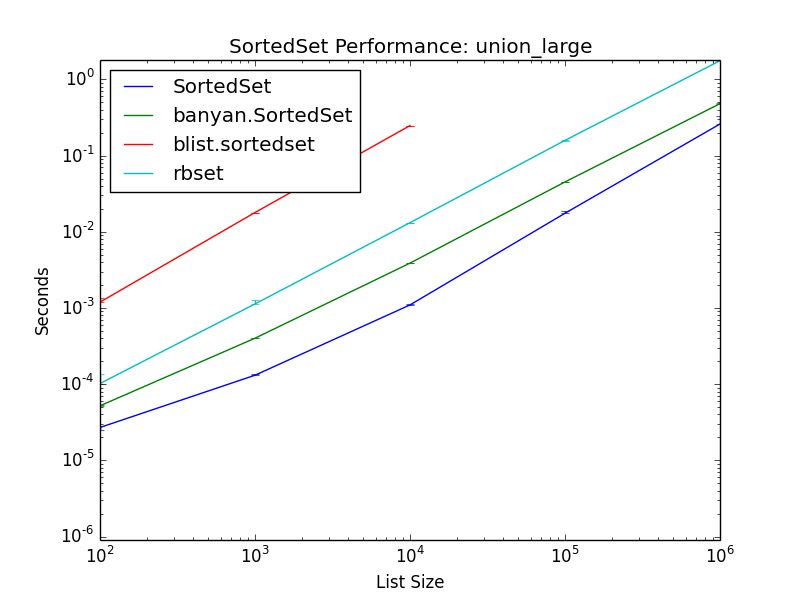 SortedSet Performance: union_large
SortedSet
banyan.SortedSet
blist.sortedset
rbset
10^0
10^-1
10^-2
10^-3
10^-4
10^-5
10^-6
Seconds
10^2
10^3
10^4
10^5
10^6
List Size